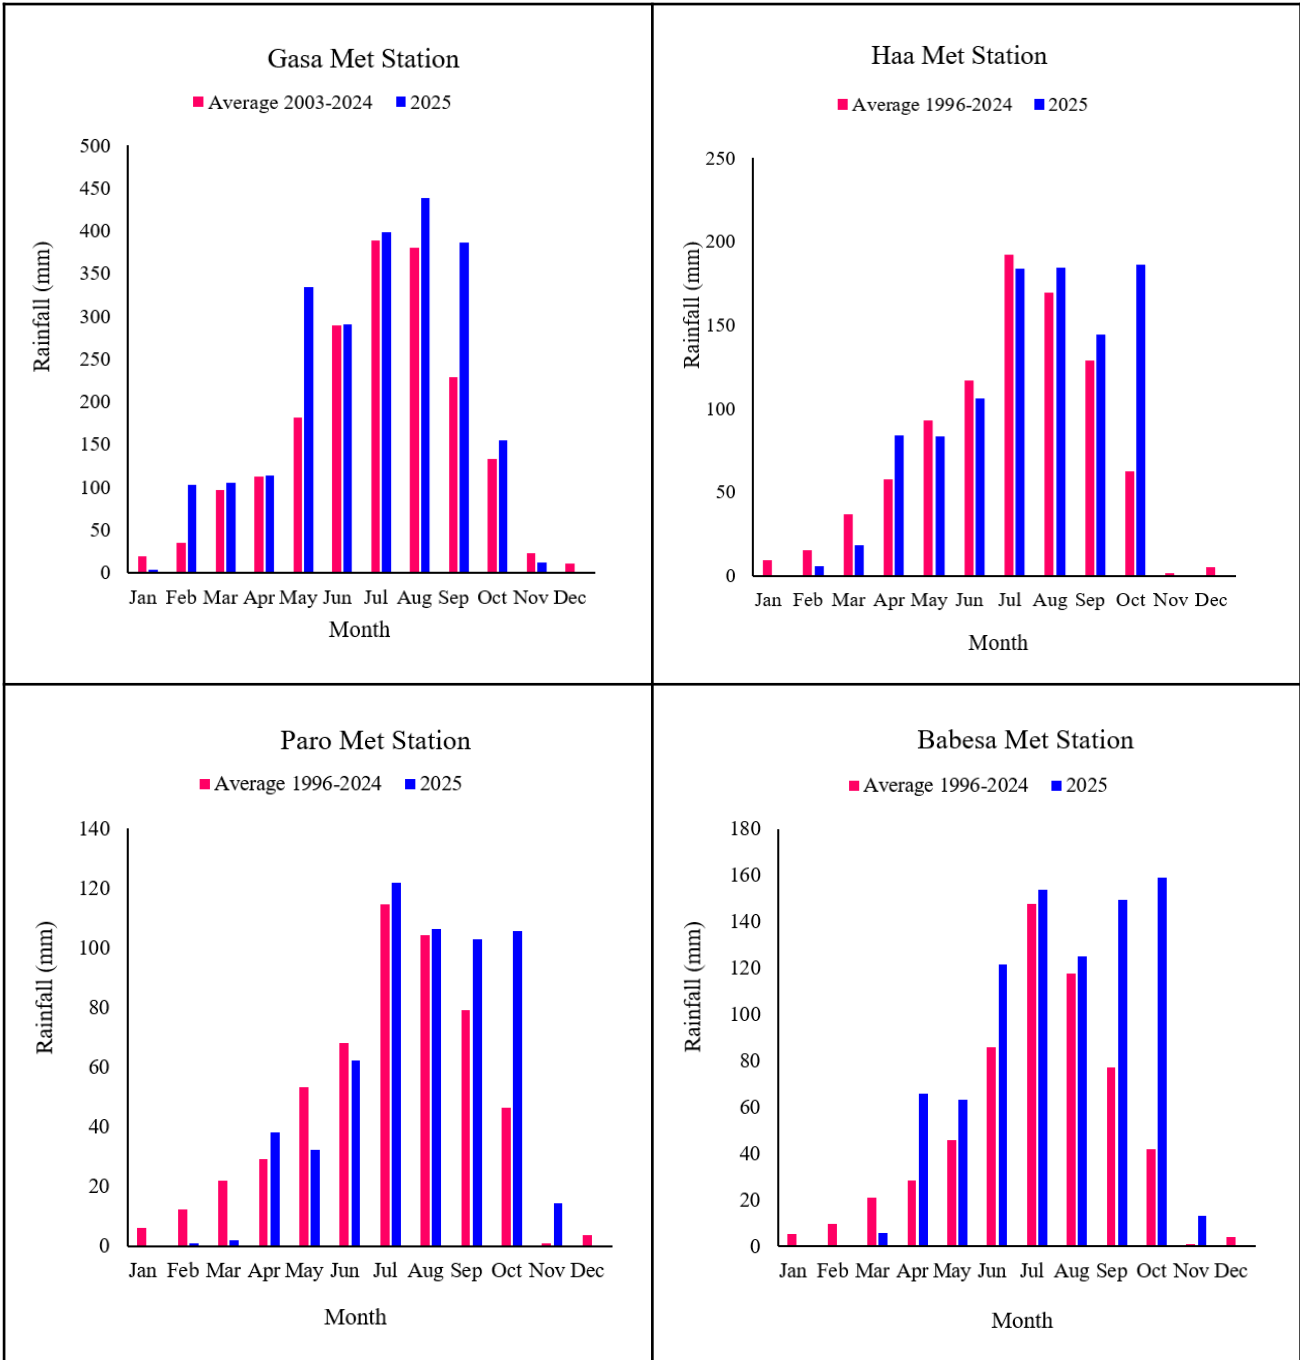 Gasa Met Station
Average 2003-2024 2025
500
450
400
350
300
250
200
150
100
50
0
Rainfall (mm)
Jan Feb Mar Apr May Jun Jul Aug Sep Oct Nov Dec
Month
Haa Met Station
Average 1996-2024 2025
250
200
150
100
50
0
Rainfall (mm)
Jan Feb Mar Apr May Jun Jul Aug Sep Oct Nov Dec
Month
Paro Met Station
Average 1996-2024 2025
140
120
100
80
60
40
20
0
Rainfall (mm)
Jan Feb Mar Apr May Jun Jul Aug Sep Oct Nov Dec
Month
Babesa Met Station
Average 1996-2024 2025
180
160
140
120
100
80
60
40
20
0
Rainfall (mm)
Jan Feb Mar Apr May Jun Jul Aug Sep Oct Nov Dec
Month